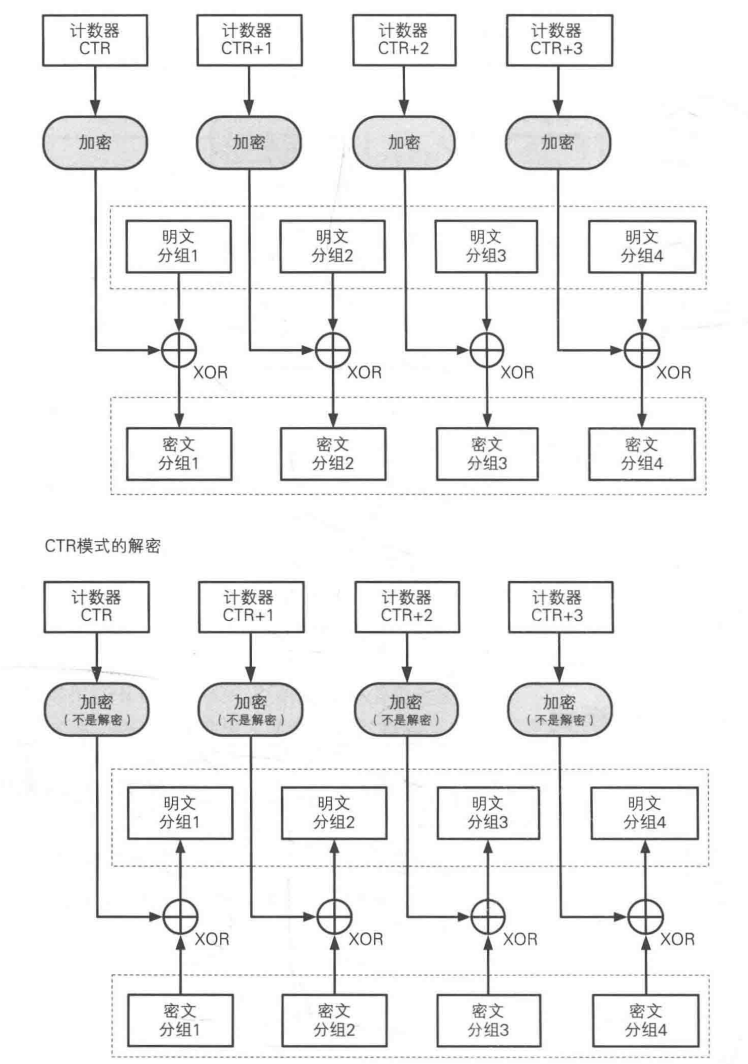 计数器 计数器 计数器 计数器
CTR CTR+1 CTR+2 CTR+3
加密 加密 加密 加密
明文 明文 明文 明文
分组1 分组2 分组3 分组4
XOR XOR XOR XOR
密文 密文 密文 密文
分组1 分组2 分组3 分组4
CTR模式的解密
计数器 计数器 计数器 计数器
CTR CTR+1 CTR+2 CTR+3
加密 加密 加密 加密
(不是解密) (不是解密) (不是解密) (不是解密)
明文 明文 明文 明文
分组1 分组2 分组3 分组4
XOR XOR XOR XOR
密文 密文 密文 密文
分组1 分组2 分组3 分组4